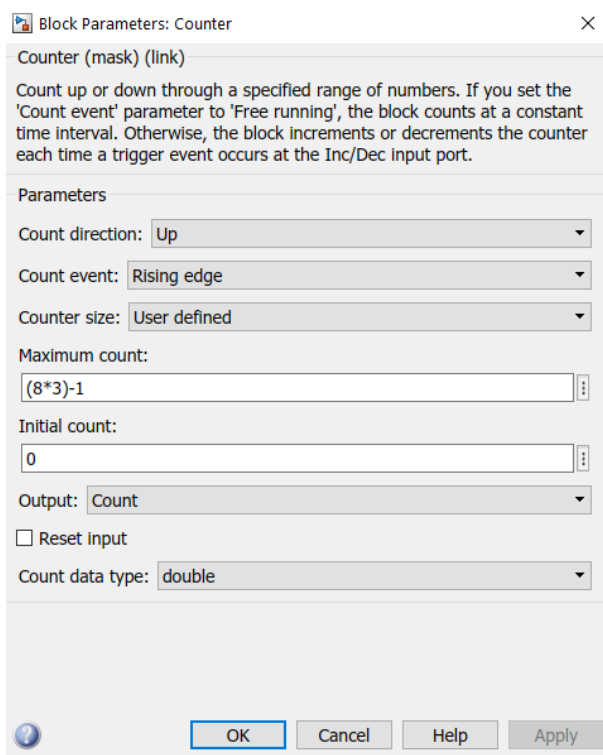 Block Parameters: Counter
Counter (mask) (link)
Count up or down through a specified range of numbers. If you set the
'Count event' parameter to 'Free running', the block counts at a constant
time interval. Otherwise, the block increments or decrements the counter
each time a trigger event occurs at the Inc/Dec input port.
Parameters
Count direction: Up
Count event: Rising edge
Counter size: User defined
Maximum count:
(8*3)-1
Initial count:
0
Output: Count
Reset input
Count data type: double
OK Cancel Help Apply